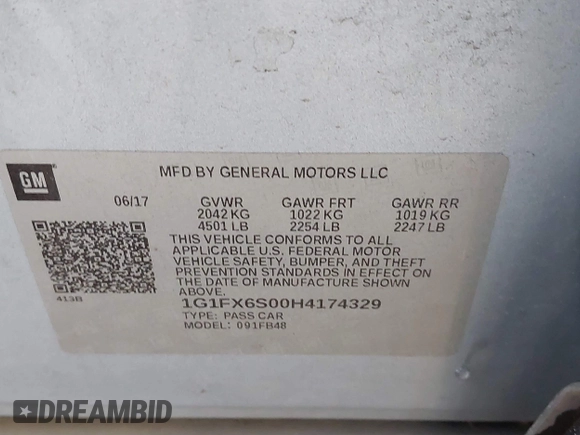 MFD BY GENERAL MOTORS LLC
GM
06/17 GVWR GAWR FRT GAWR RR
2042 KG 1022 KG 1019 KG
4501 LB 2254 LB 2247 LB
THIS VEHICLE CONFORMS TO ALL
APPLICABLE U.S. FEDERAL MOTOR
VEHICLE SAFETY, BUMPER, AND THEFT
PREVENTION STANDARDS IN EFFECT ON
THE DATE OF MANUFACTURE SHOWN
ABOVE.
413B
1G1FX6S00H4174329
TYPE: PASS CAR
MODEL: 091FB48
DREAMBID